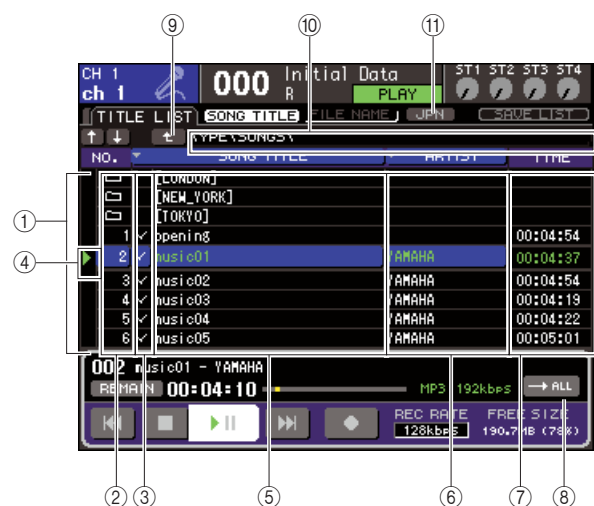 ⑨ ⑩ ⑪
CH 1 000 Initial Data ST1 ST2 ST3 ST4
ch 1 R PLAY
TITLE LIST SONG TITLE FILE NAME JPN SAVE LIST
\YPE\SONGS\
NO. SONG TITLE ARTIST TIME
[LONDON]
[NEW_YORK]
[TOKYO]
1 opening 00:04:54
2 music01 YAMAHA 00:04:37
3 music02 YAMAHA 00:04:54
4 music03 YAMAHA 00:04:19
5 music04 YAMAHA 00:04:22
6 music05 YAMAHA 00:05:01
① ④
002 music01 - YAMAHA
REMAIN 00:04:10 MP3 192kbps → ALL
REC RATE FREE SIZE
128kbps 190.7MB (78%)
② ③ ⑤ ⑥ ⑦ ⑧